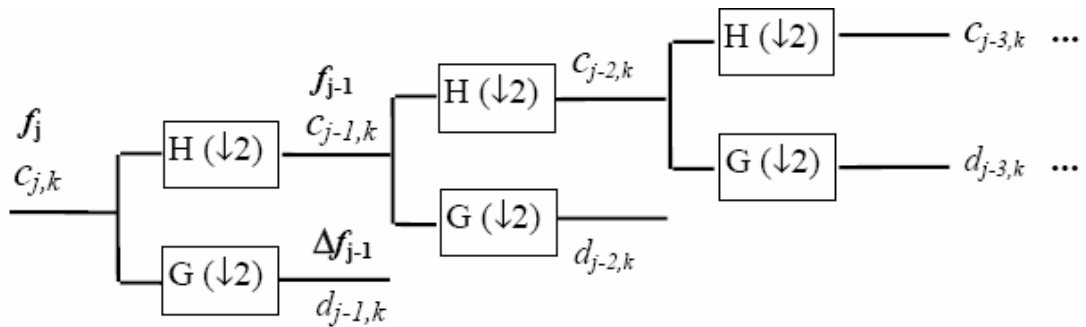 H (↓2) c_{j-3,k} ...
f_{j-1} H (↓2) c_{j-2,k}
f_j H (↓2) c_{j-1,k} G (↓2) d_{j-3,k} ...
c_{j,k}
G (↓2)
Δf_{j-1} d_{j-2,k}
G (↓2)
d_{j-1,k}